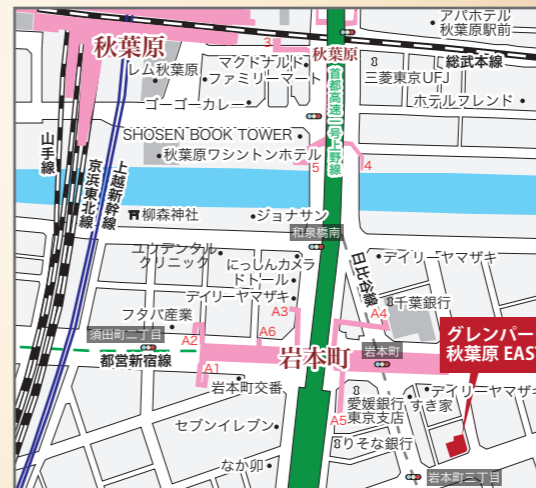 アパホテル
秋葉原駅前
秋葉原
3
秋葉原
マクドナルド
総武本線
レム秋葉原
ファミリーマート
三菱東京UFJ
ゴーゴーカレー
ホテルフレンド
首都高速一号上野線
SHOSEN BOOK TOWER
秋葉原ワシントンホテル
5
4
山手線
京浜東北線
上越新幹線
柳森神社
ジョナサン
和泉橋南
ユウデンタル
クリニック
にっしんカメラ
ドトール
デイリーヤマザキ
日比谷線
デイリーヤマザキ
千葉銀行
フタバ産業
A3
A4
須田町二丁目
A2
A6
都営新宿線
岩本町
岩本町
グレンパー
秋葉原 EAST
A1
岩本町交番
愛媛銀行
東京支店
デイリーヤマザキ
すき家
A5
セブンイレブン
りそな銀行
なか卯
岩本町三丁目